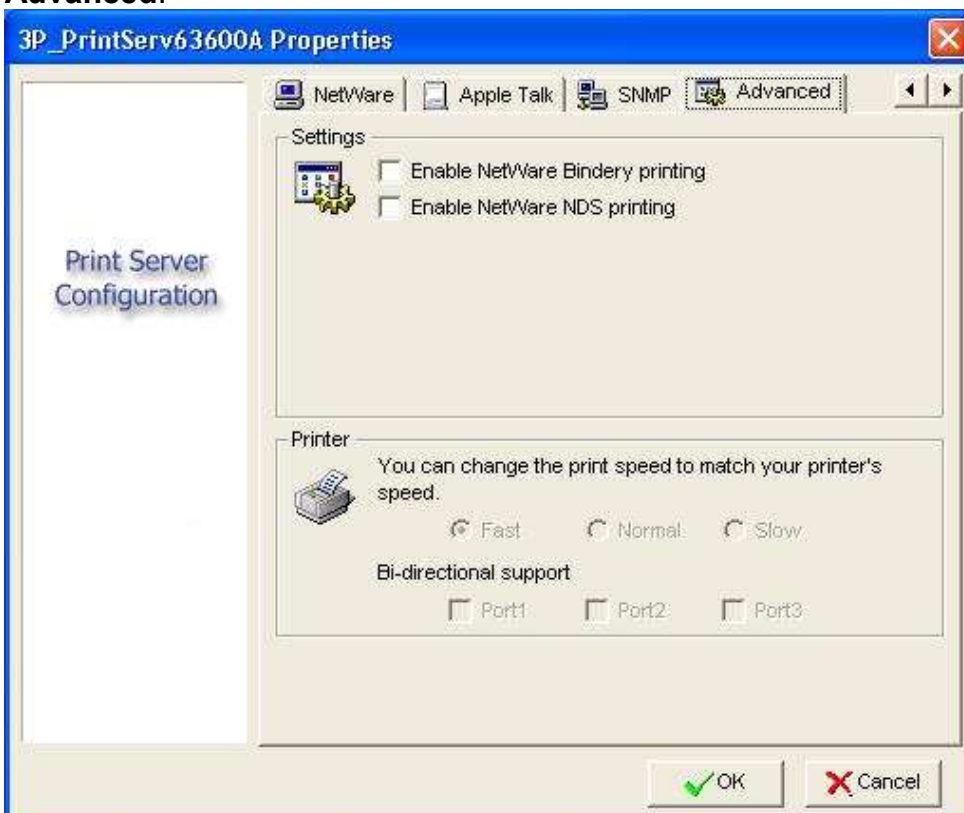 Advanced.
3P_PrintServ63600A Properties
NetWare
Apple Talk
SNMP
Advanced
Settings
Enable NetWare Bindery printing
Enable NetWare NDS printing
Print Server
Configuration
Printer
You can change the print speed to match your printer's
speed.
Fast
Normal
Slow
Bi-directional support
Port1
Port2
Port3
OK
Cancel